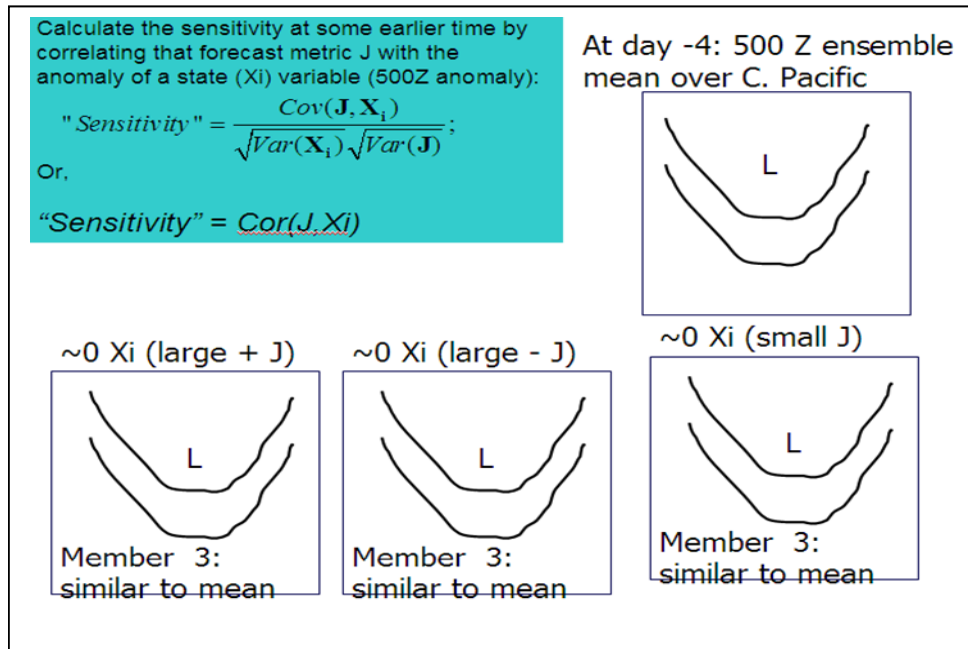 Calculate the sensitivity at some earlier time by
correlating that forecast metric J with the
anomaly of a state (Xi) variable (500Z anomaly):
"Sensitivity" = Cov(J, Xᵢ) / √Var(Xᵢ) √Var(J) ;
Or,
“Sensitivity” = Cor(J,Xi)
At day -4: 500 Z ensemble
mean over C. Pacific
L
~0 Xi (large + J)
L
Member 3:
similar to mean
~0 Xi (large - J)
L
Member 3:
similar to mean
~0 Xi (small J)
L
Member 3:
similar to mean